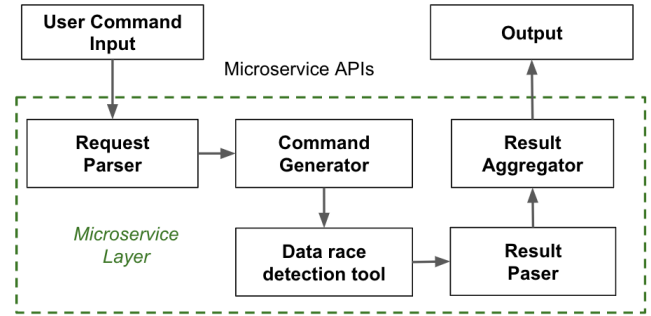 User Command
Input
Output
Microservice APIs
Request
Parser
Command
Generator
Result
Aggregator
Microservice
Layer
Data race
detection tool
Result
Paser